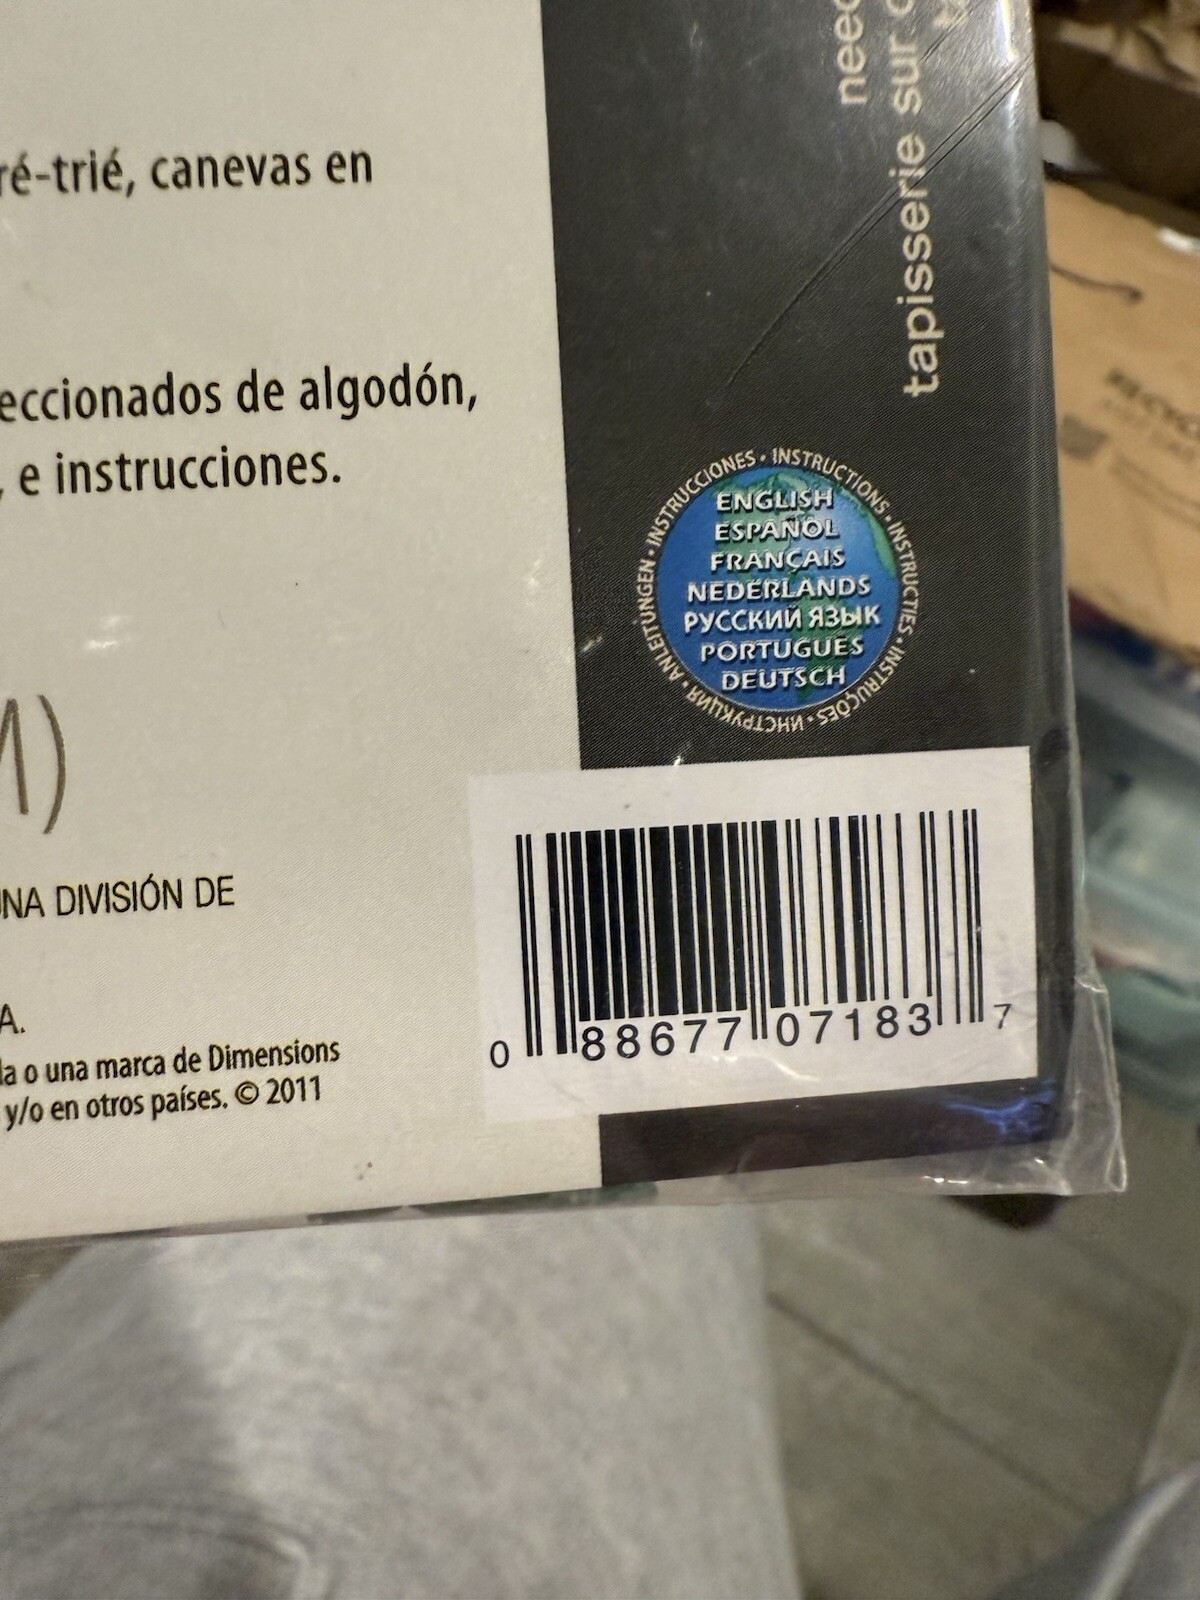 ré-trié, canevas en
eccionados de algodón,
, e instrucciones.
M)
UNA DIVISIÓN DE
A.
la o una marca de Dimensions
y/o en otros países. © 2011
need
tapisserie sur c
INSTRUCCIONES • INSTRUCTIONS • INSTRUCTIES • INSTRUÇÕES • ИНСТРУКЦИЯ • ANLEITUNGEN •
ENGLISH
ESPAÑOL
FRANÇAIS
NEDERLANDS
РУССКИЙ ЯЗЫК
PORTUGUES
DEUTSCH
0 88677 07183 7